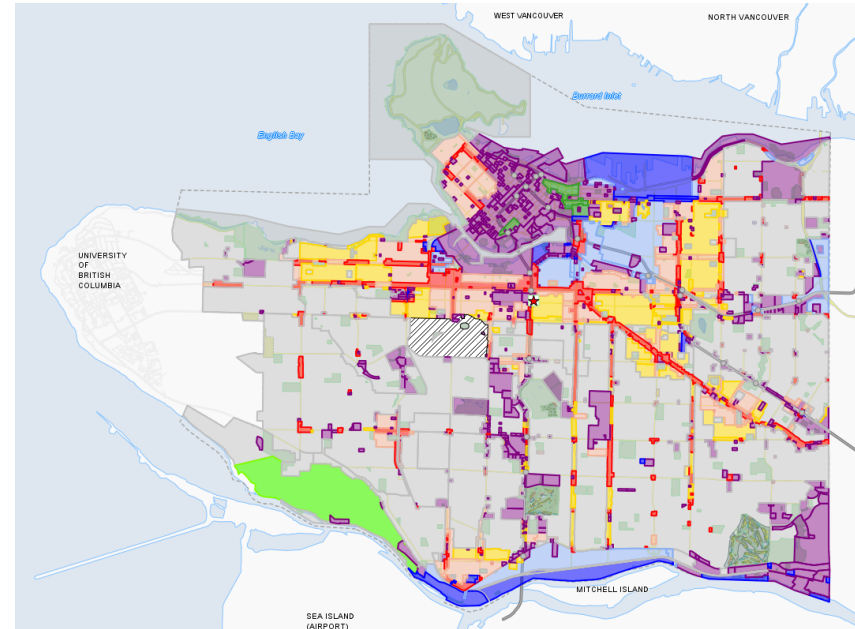 WEST VANCOUVER
NORTH VANCOUVER
Burrard Inlet
English Bay
UNIVERSITY
OF
BRITISH
COLUMBIA
MITCHELL ISLAND
SEA ISLAND
(AIRPORT)